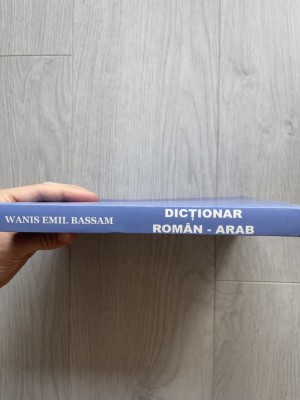 WANIS EMIL BASSAM
DICȚIONAR
ROMÂN - ARAB